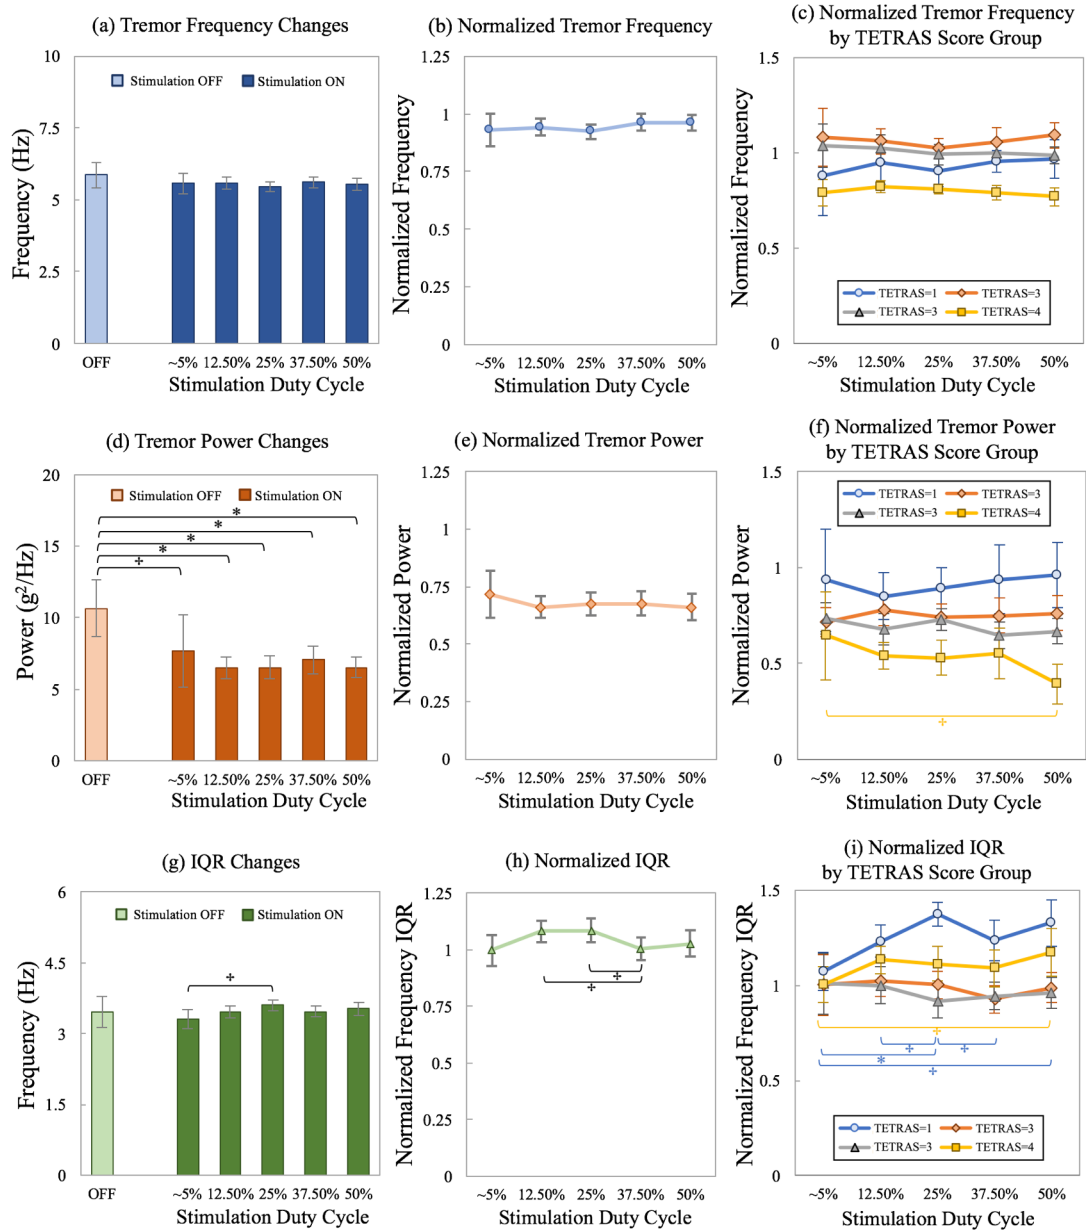 (a) Tremor Frequency Changes
10
7.5
5
2.5
0
Frequency (Hz)
Stimulation OFF
Stimulation ON
OFF
~5% 12.50% 25% 37.50% 50%
Stimulation Duty Cycle
(b) Normalized Tremor Frequency
1.25
1
0.75
0.5
0.25
0
Normalized Frequency
~5% 12.50% 25% 37.50% 50%
Stimulation Duty Cycle
(c) Normalized Tremor Frequency
by TETRAS Score Group
1.5
1
0.5
0
Normalized Frequency
TETRAS=1 TETRAS=3
TETRAS=3 TETRAS=4
~5% 12.50% 25% 37.50% 50%
Stimulation Duty Cycle
(d) Tremor Power Changes
20
15
10
5
0
Power (g²/Hz)
Stimulation OFF
Stimulation ON
*
*
*
*
✢
OFF
~5% 12.50% 25% 37.50% 50%
Stimulation Duty Cycle
(e) Normalized Tremor Power
1.25
1
0.75
0.5
0.25
0
Normalized Power
~5% 12.50% 25% 37.50% 50%
Stimulation Duty Cycle
(f) Normalized Tremor Power
by TETRAS Score Group
1.5
1
0.5
0
Normalized Power
TETRAS=1 TETRAS=3
TETRAS=3 TETRAS=4
✢
~5% 12.50% 25% 37.50% 50%
Stimulation Duty Cycle
(g) IQR Changes
6
4.5
3
1.5
0
Frequency (Hz)
Stimulation OFF
Stimulation ON
✢
OFF
~5% 12.50% 25% 37.50% 50%
Stimulation Duty Cycle
(h) Normalized IQR
1.25
1
0.75
0.5
0.25
0
Normalized Frequency IQR
✢
✢
~5% 12.50% 25% 37.50% 50%
Stimulation Duty Cycle
(i) Normalized IQR
by TETRAS Score Group
1.5
1
0.5
0
Normalized Frequency IQR
✢
✢ ✢
*
✢
TETRAS=1 TETRAS=3
TETRAS=3 TETRAS=4
~5% 12.50% 25% 37.50% 50%
Stimulation Duty Cycle